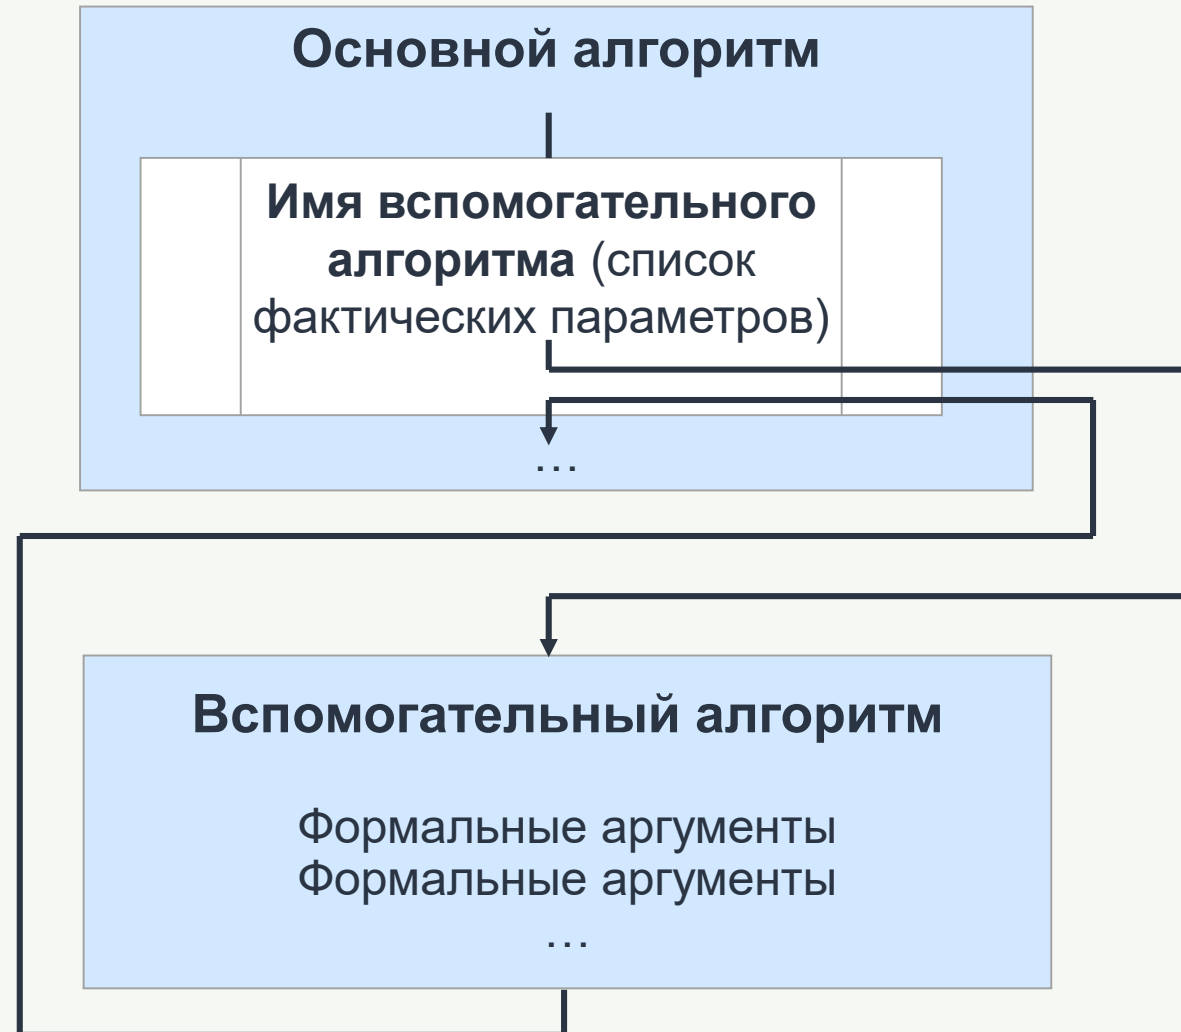 Основной алгоритм
Имя вспомогательного
алгоритма (список
фактических параметров)
…
Вспомогательный алгоритм
Формальные аргументы
Формальные аргументы
…